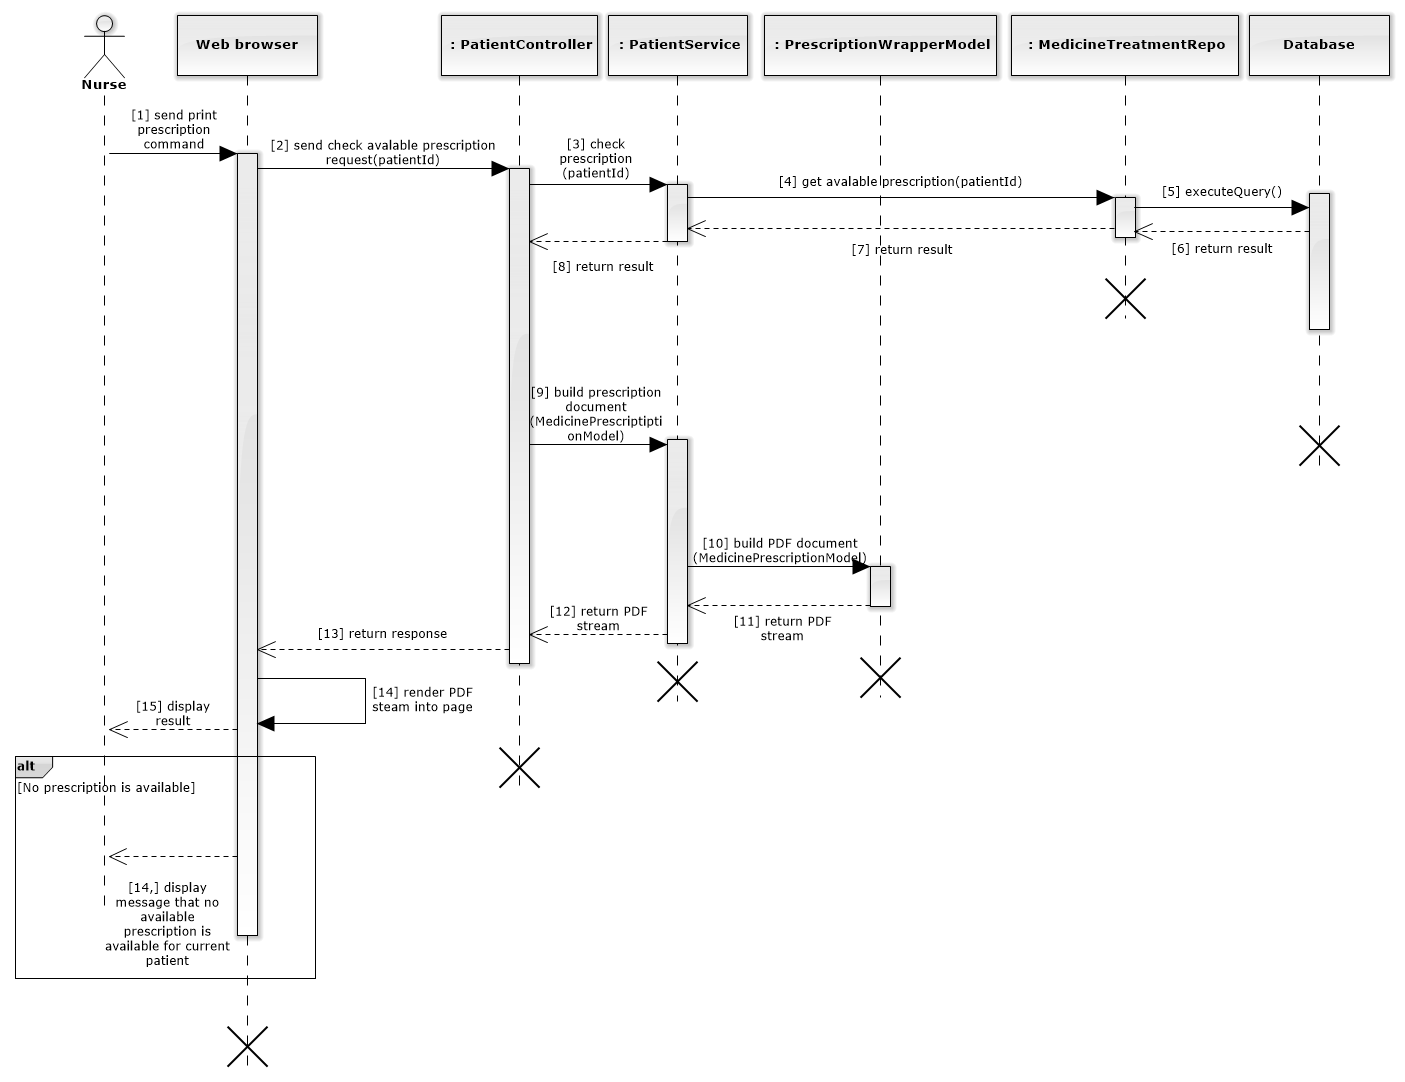 Nurse
Web browser
: PatientController
: PatientService
: PrescriptionWrapperModel
: MedicineTreatmentRepo
Database
[1] send print
prescription
command
[2] send check avalable prescription
request(patientId)
[3] check
prescription
(patientId)
[4] get avalable prescription(patientId)
[5] executeQuery()
[6] return result
[7] return result
[8] return result
[9] build prescription
document
(MedicinePrescriptipti
onModel)
[10] build PDF document
(MedicinePrescriptionModel)
[11] return PDF
stream
[12] return PDF
stream
[13] return response
[14] render PDF
steam into page
[15] display
result
alt
[No prescription is available]
[14,] display
message that no
available
prescription is
available for current
patient